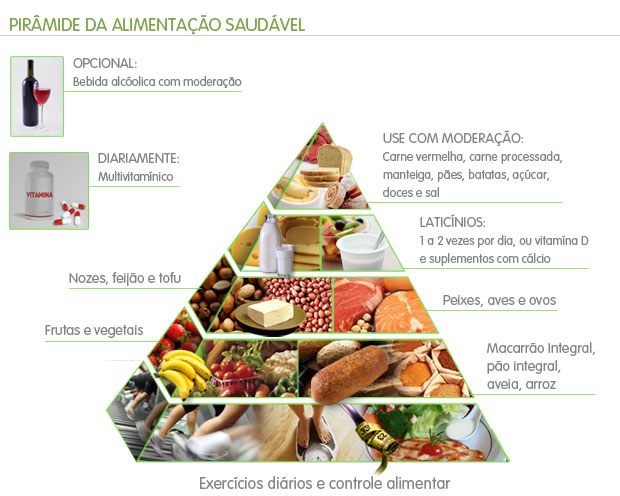 PIRÂMIDE DA ALIMENTAÇÃO SAUDÁVEL
OPCIONAL:
Bebida alcóolica com moderação
DIARIAMENTE:
Multivitamínico
VITAMINA
USE COM MODERAÇÃO:
Carne vermelha, carne processada,
manteiga, pães, batatas, açúcar,
doces e sal
LATICÍNIOS:
1 a 2 vezes por dia, ou vitamina D
e suplementos com cálcio
Nozes, feijão e tofu
Peixes, aves e ovos
Frutas e vegetais
Macarrão Integral,
pão integral,
aveia, arroz
Exercícios diários e controle alimentar